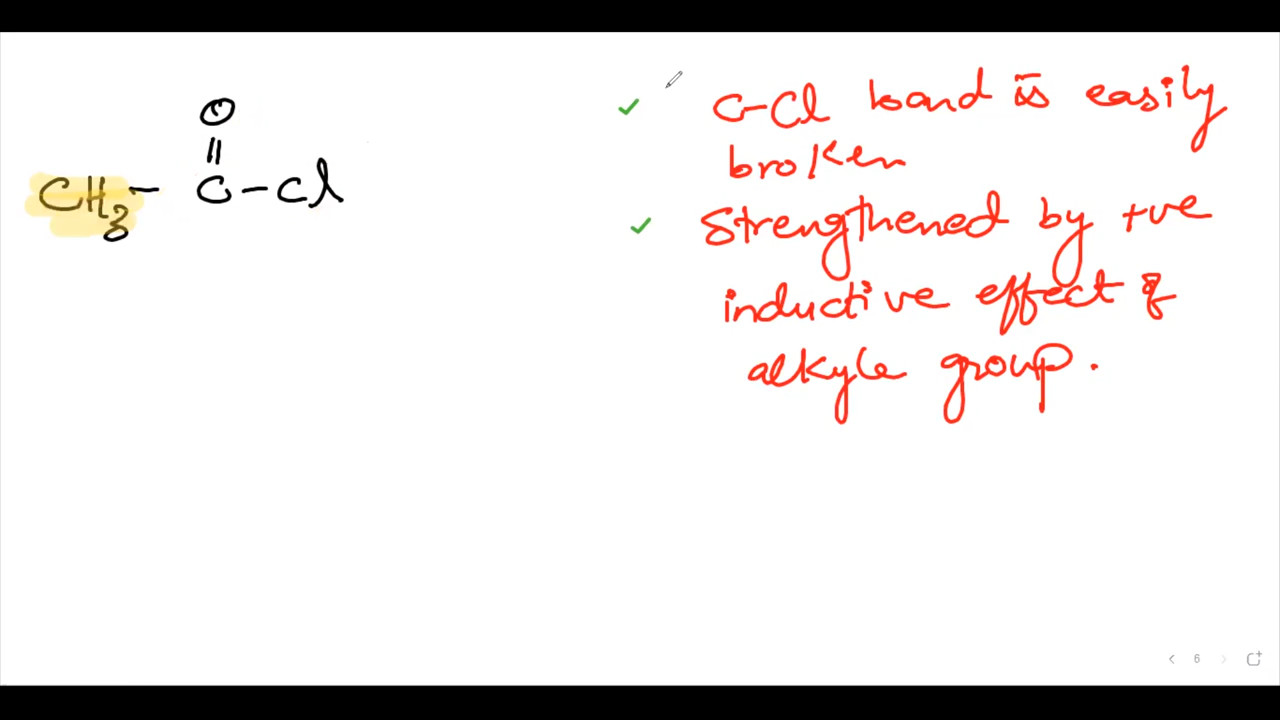 O
||
CH3 - C - Cl
C-Cl bond is easily
broken
Strengthened by +ve
inductive effect of
alkyle group.
6